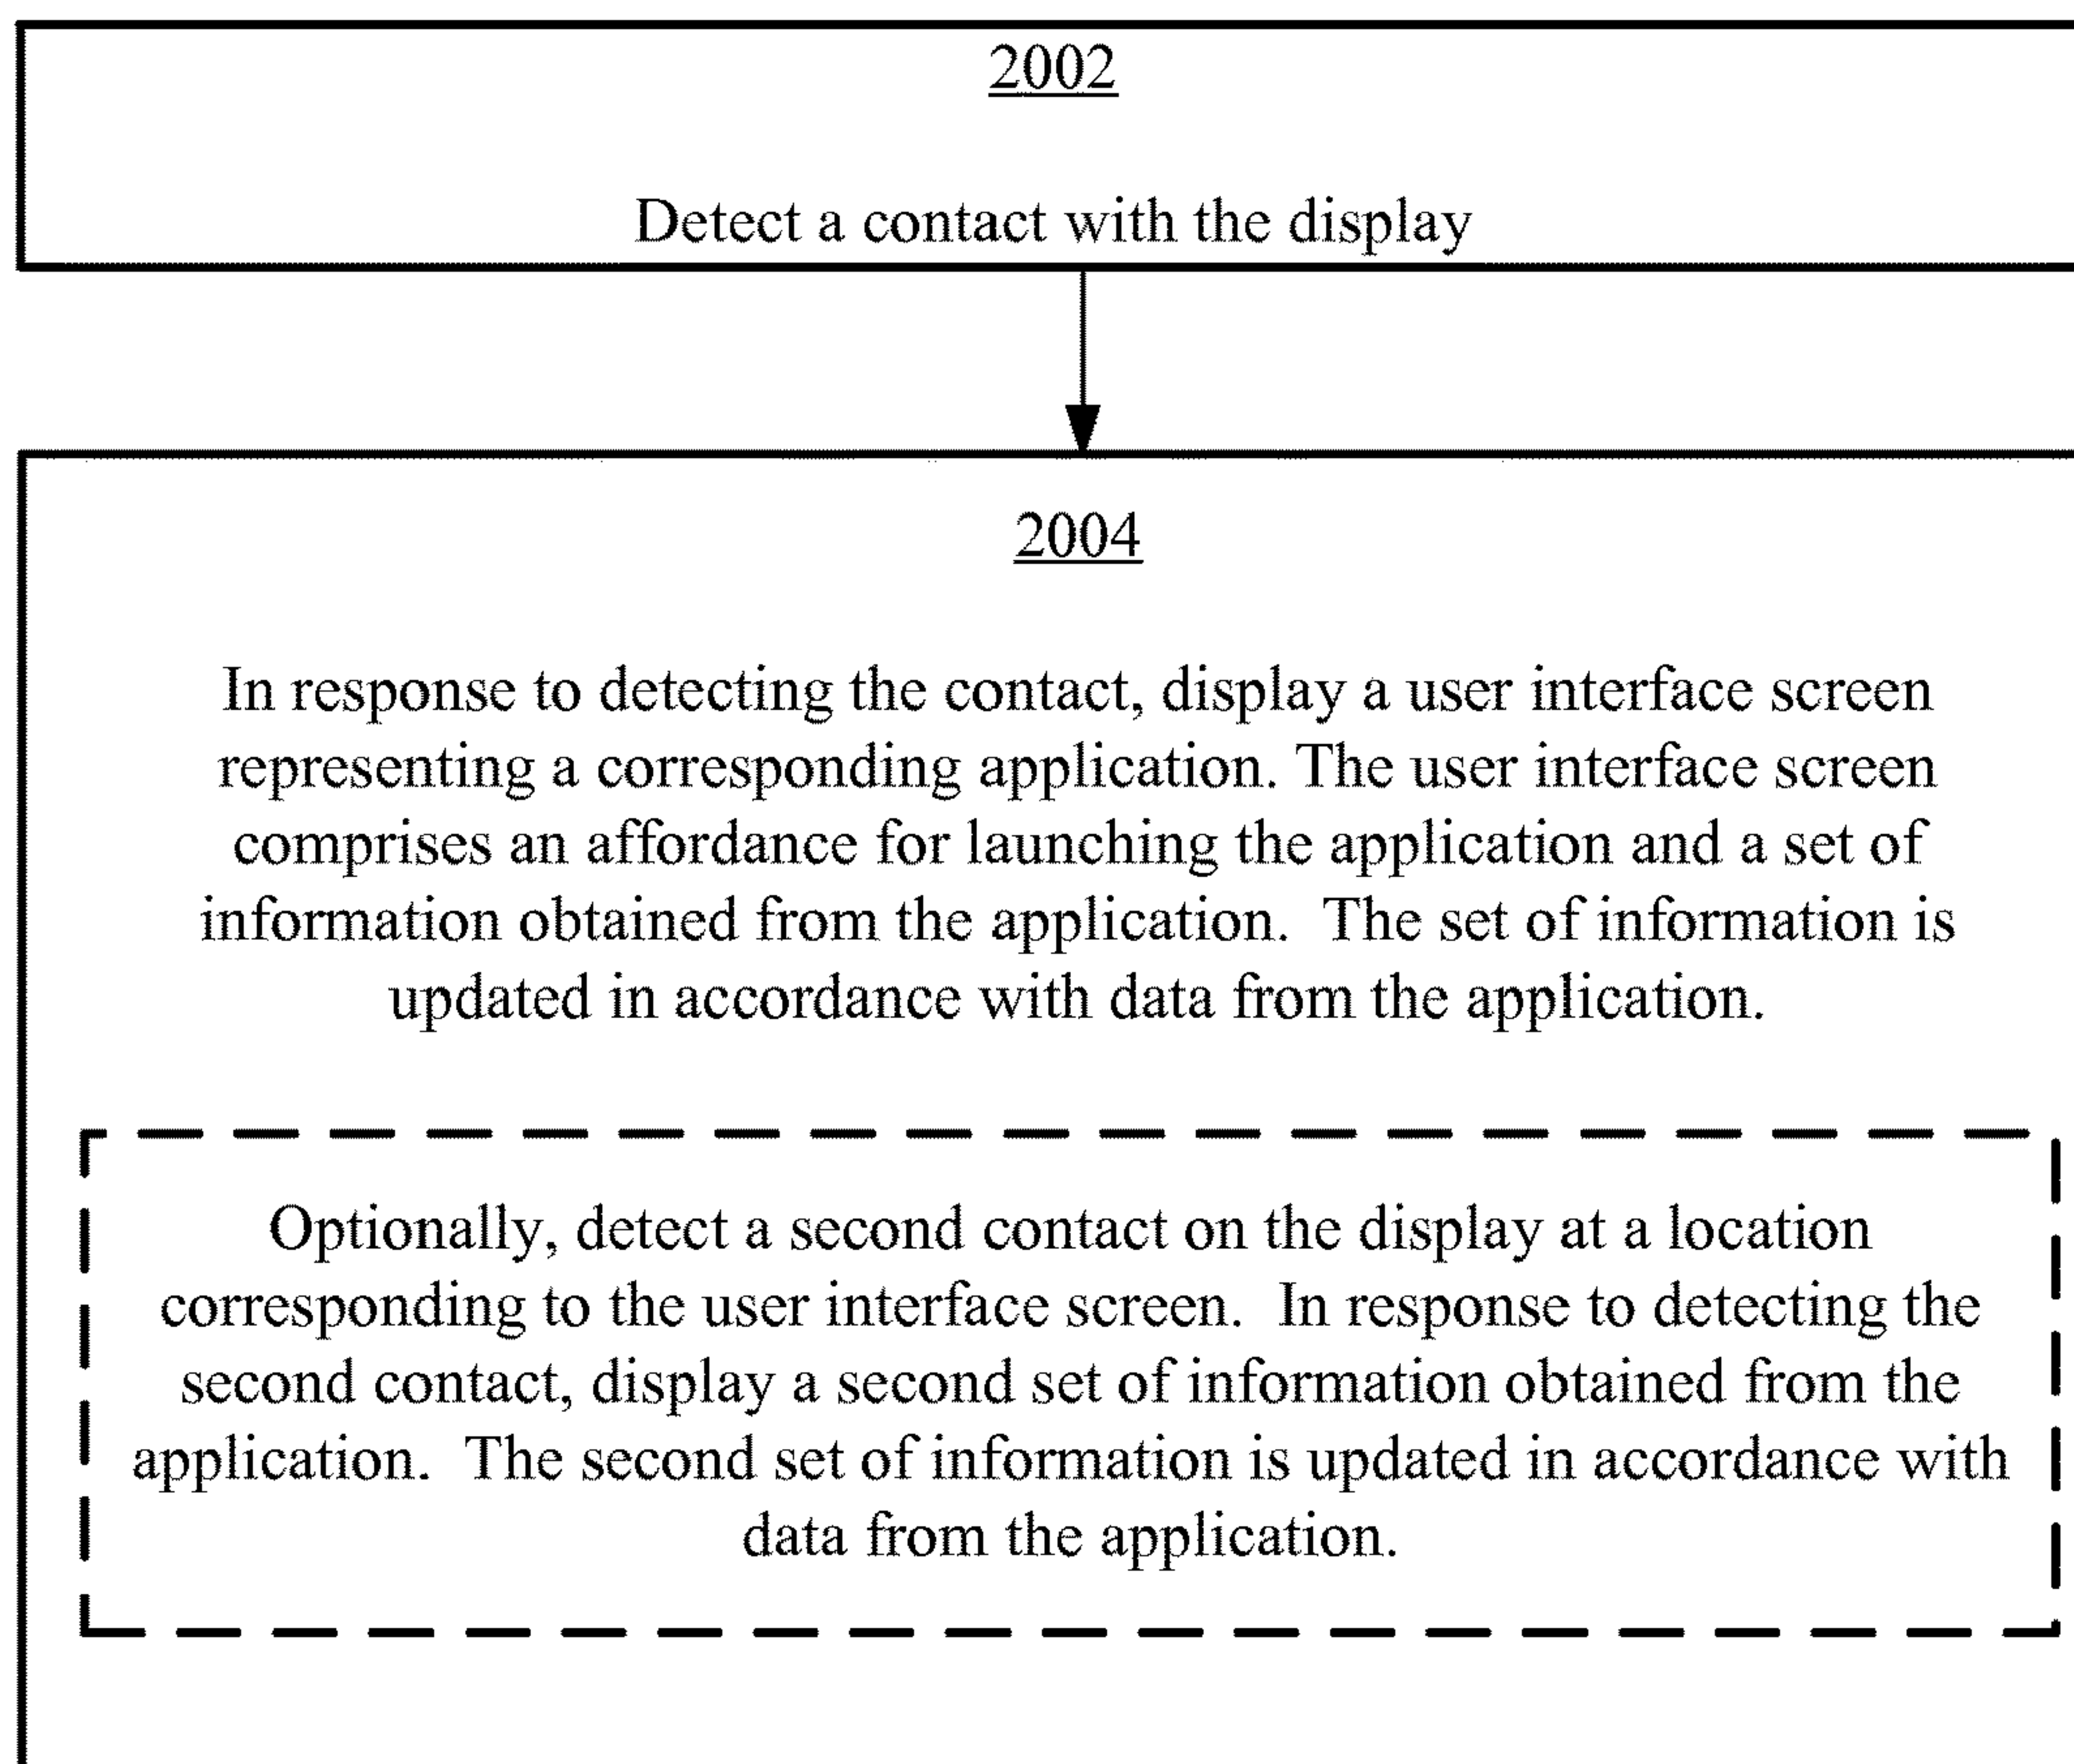 2002
Detect a contact with the display
2004
In response to detecting the contact, display a user interface screen
representing a corresponding application. The user interface screen
comprises an affordance for launching the application and a set of
information obtained from the application.  The set of information is
updated in accordance with data from the application.
Optionally, detect a second contact on the display at a location
corresponding to the user interface screen.  In response to detecting the
second contact, display a second set of information obtained from the
application.  The second set of information is updated in accordance with
data from the application.